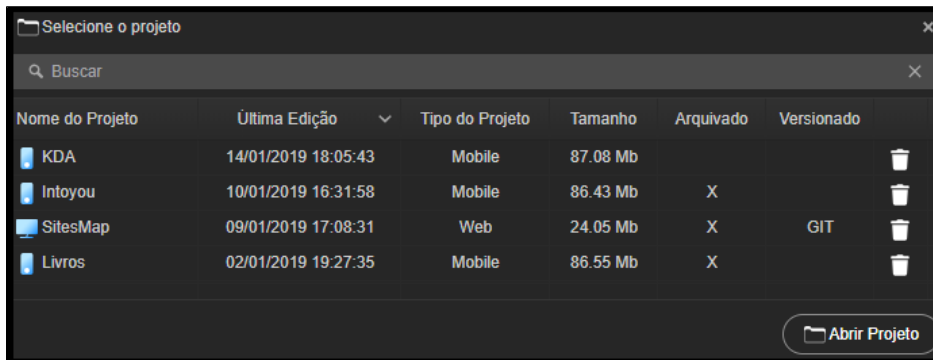 Selecione o projeto
Buscar
Nome do Projeto Última Edição Tipo do Projeto Tamanho Arquivado Versionado
KDA 14/01/2019 18:05:43 Mobile 87.08 Mb
Intoyou 10/01/2019 16:31:58 Mobile 86.43 Mb X
SitesMap 09/01/2019 17:08:31 Web 24.05 Mb X GIT
Livros 02/01/2019 19:27:35 Mobile 86.55 Mb X
Abrir Projeto